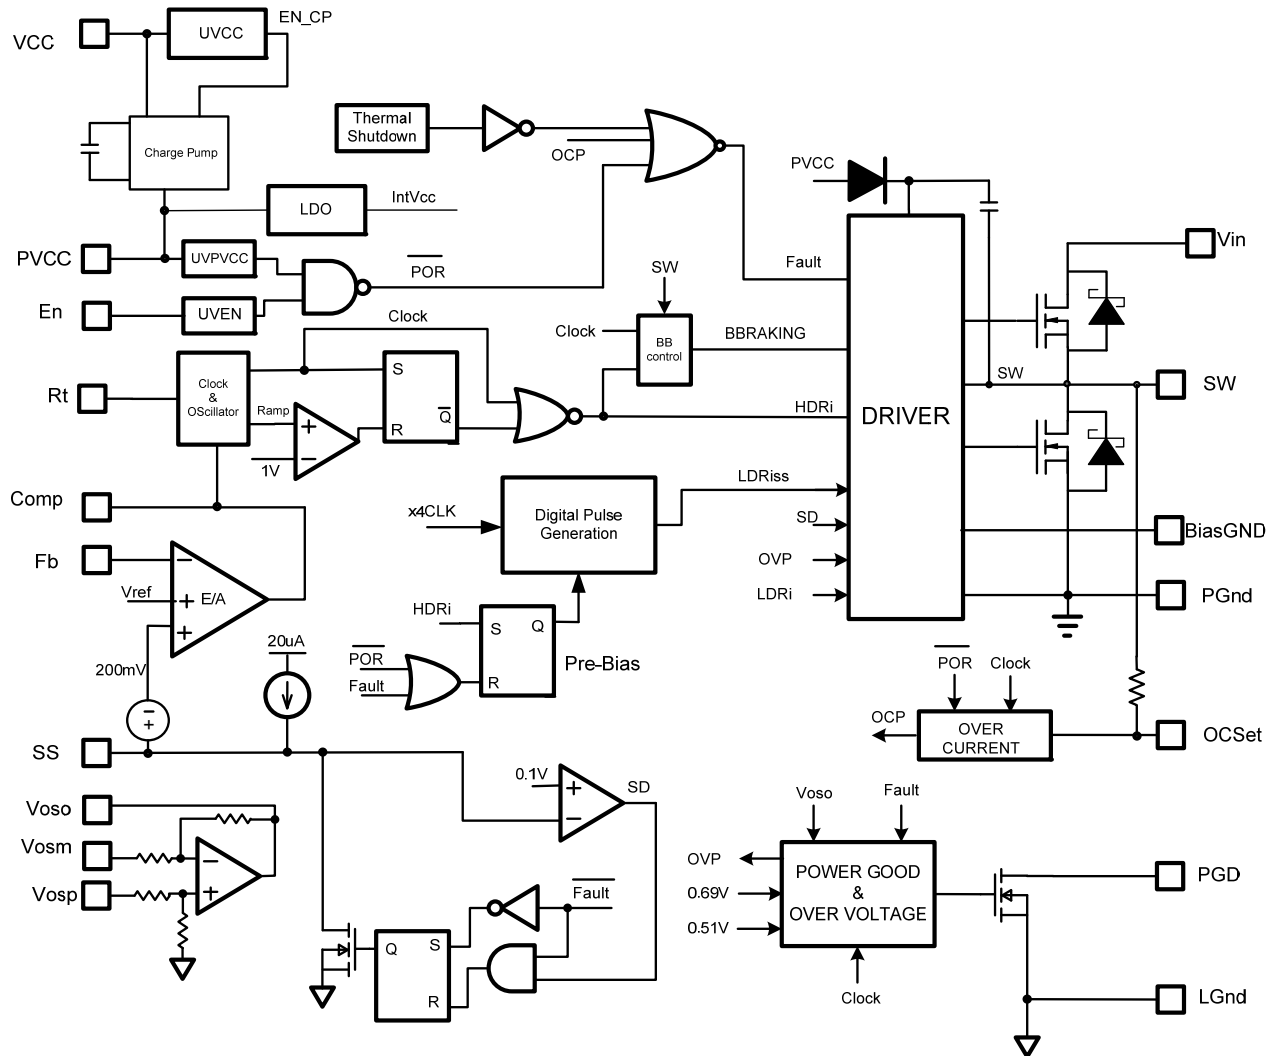 VCC
UVCC
EN_CP
Charge Pump
Thermal
Shutdown
OCP
PVCC
LDO
IntVcc
PVCC
UVPVCC
POR
En
UVEN
Fault
SW
Vin
Clock
Clock
BB
control
BBRAKING
Rt
Clock
&
OScillator
Ramp
1V
S
R
Q
HDRi
DRIVER
SW
SW
Comp
LDRiss
x4CLK
Digital Pulse
Generation
SD
OVP
LDRi
BiasGND
PGnd
Fb
Vref
E/A
200mV
20uA
HDRi
POR
Fault
S
Q
R
Pre-Bias
POR
Clock
OCP
OVER
CURRENT
OCSet
SS
0.1V
SD
Voso
Vosm
Vosp
Voso
Fault
OVP
0.69V
0.51V
POWER GOOD
&
OVER VOLTAGE
PGD
Fault
Q
S
R
Clock
LGnd